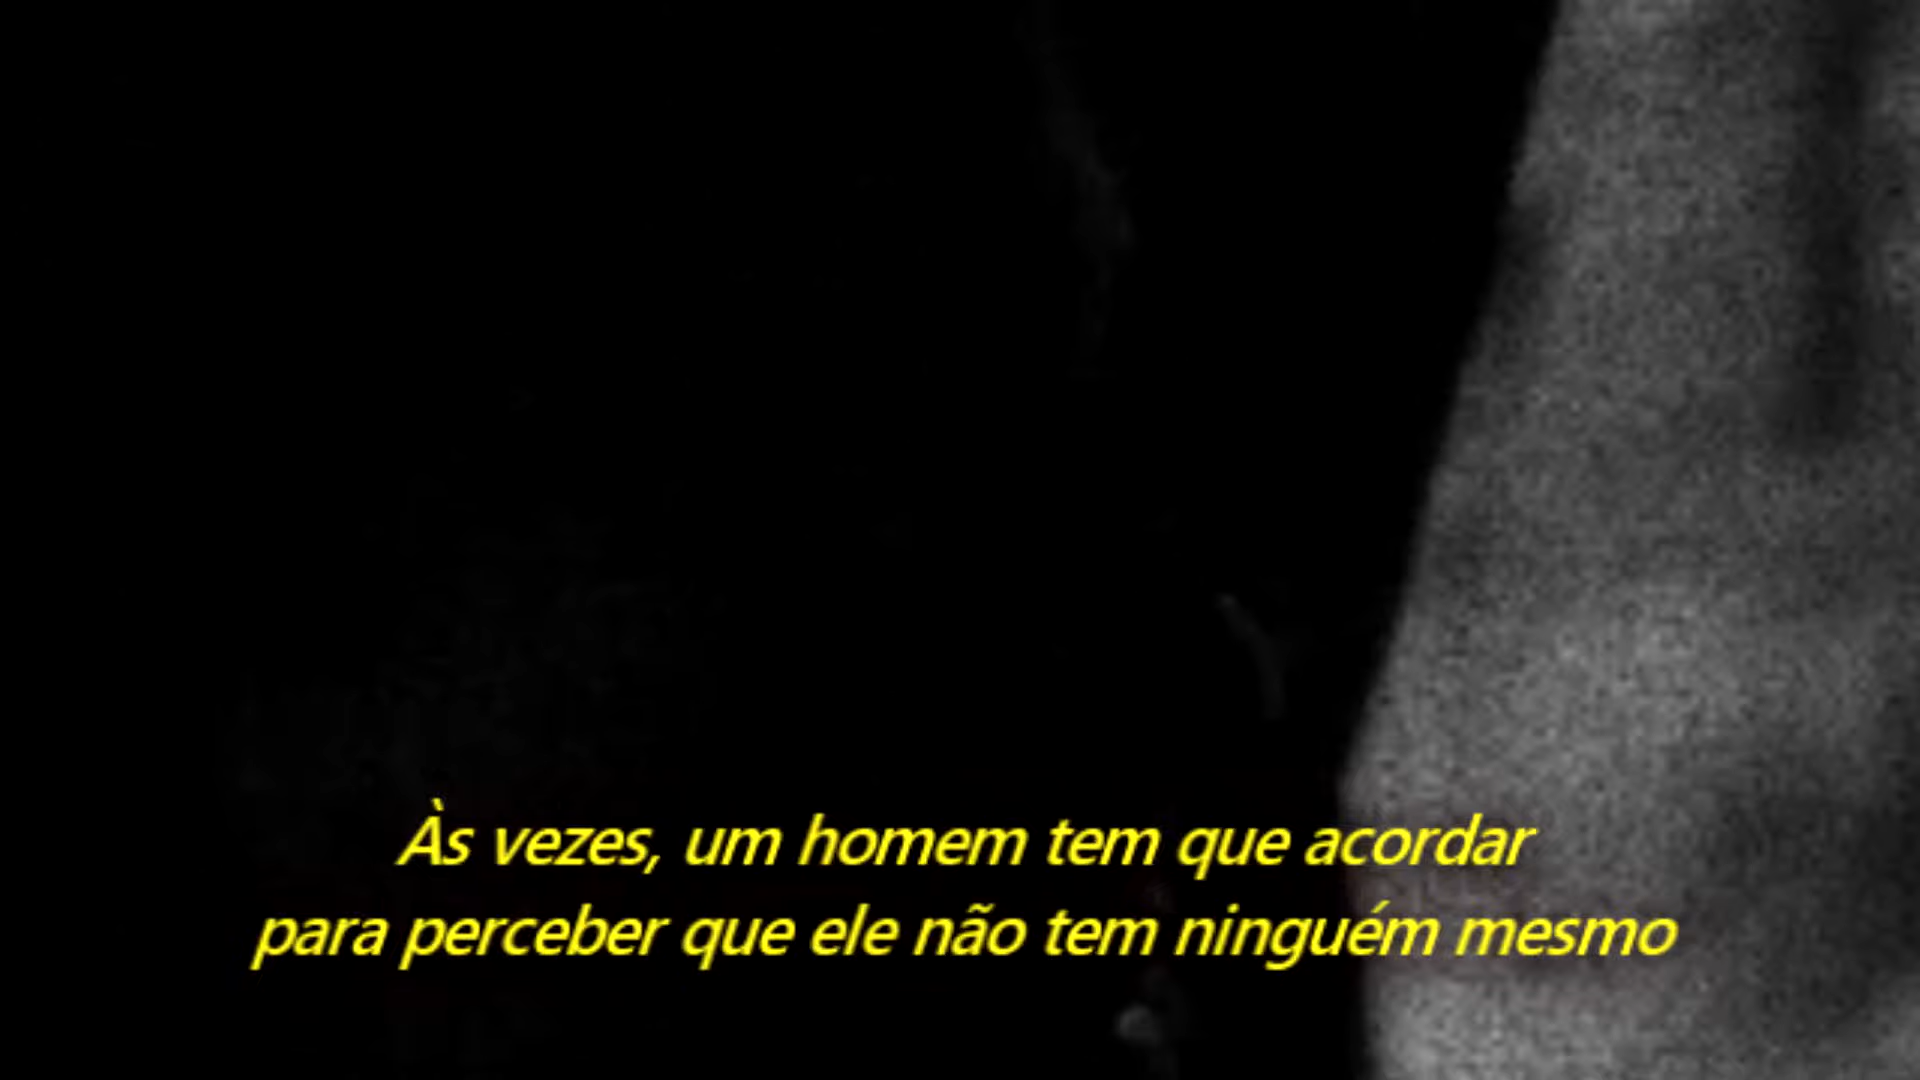 Às vezes, um homem tem que acordar
para perceber que ele não tem ninguém mesmo